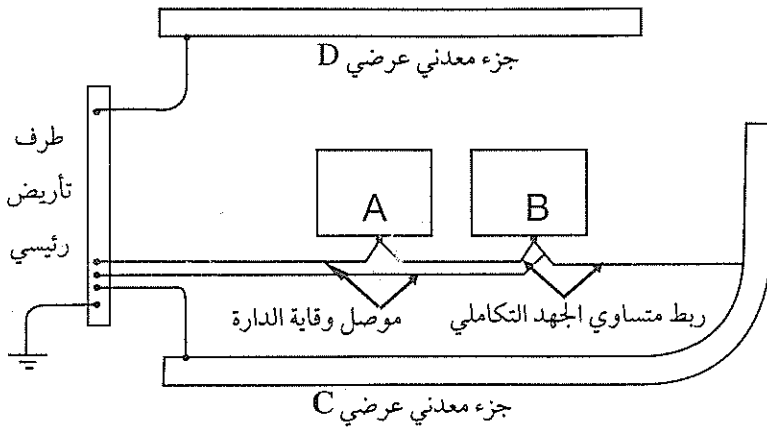 جزء معدني عرضي D
طرف
تأريض
رئيسي
A
B
موصل وقاية الدارة
ربط متساوي الجهد التكاملي
جزء معدني عرضي C